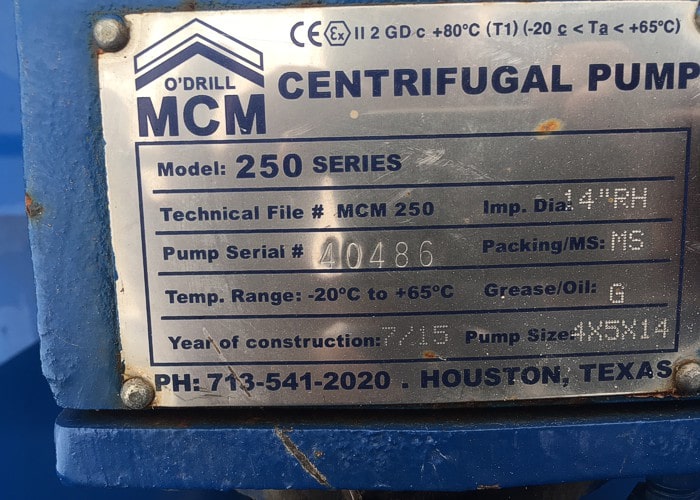 CE Ex II 2 GD c +80°C (T1) (-20 c < Ta < +65°C)
O'DRILL
MCM
CENTRIFUGAL PUMP
Model: 250 SERIES
Technical File # MCM 250 Imp. Dia. 14"RH
Pump Serial # 40486 Packing/MS: MS
Temp. Range: -20°C to +65°C Grease/Oil: G
Year of construction: 7/15 Pump Size: 4X5X14
PH: 713-541-2020 . HOUSTON, TEXAS